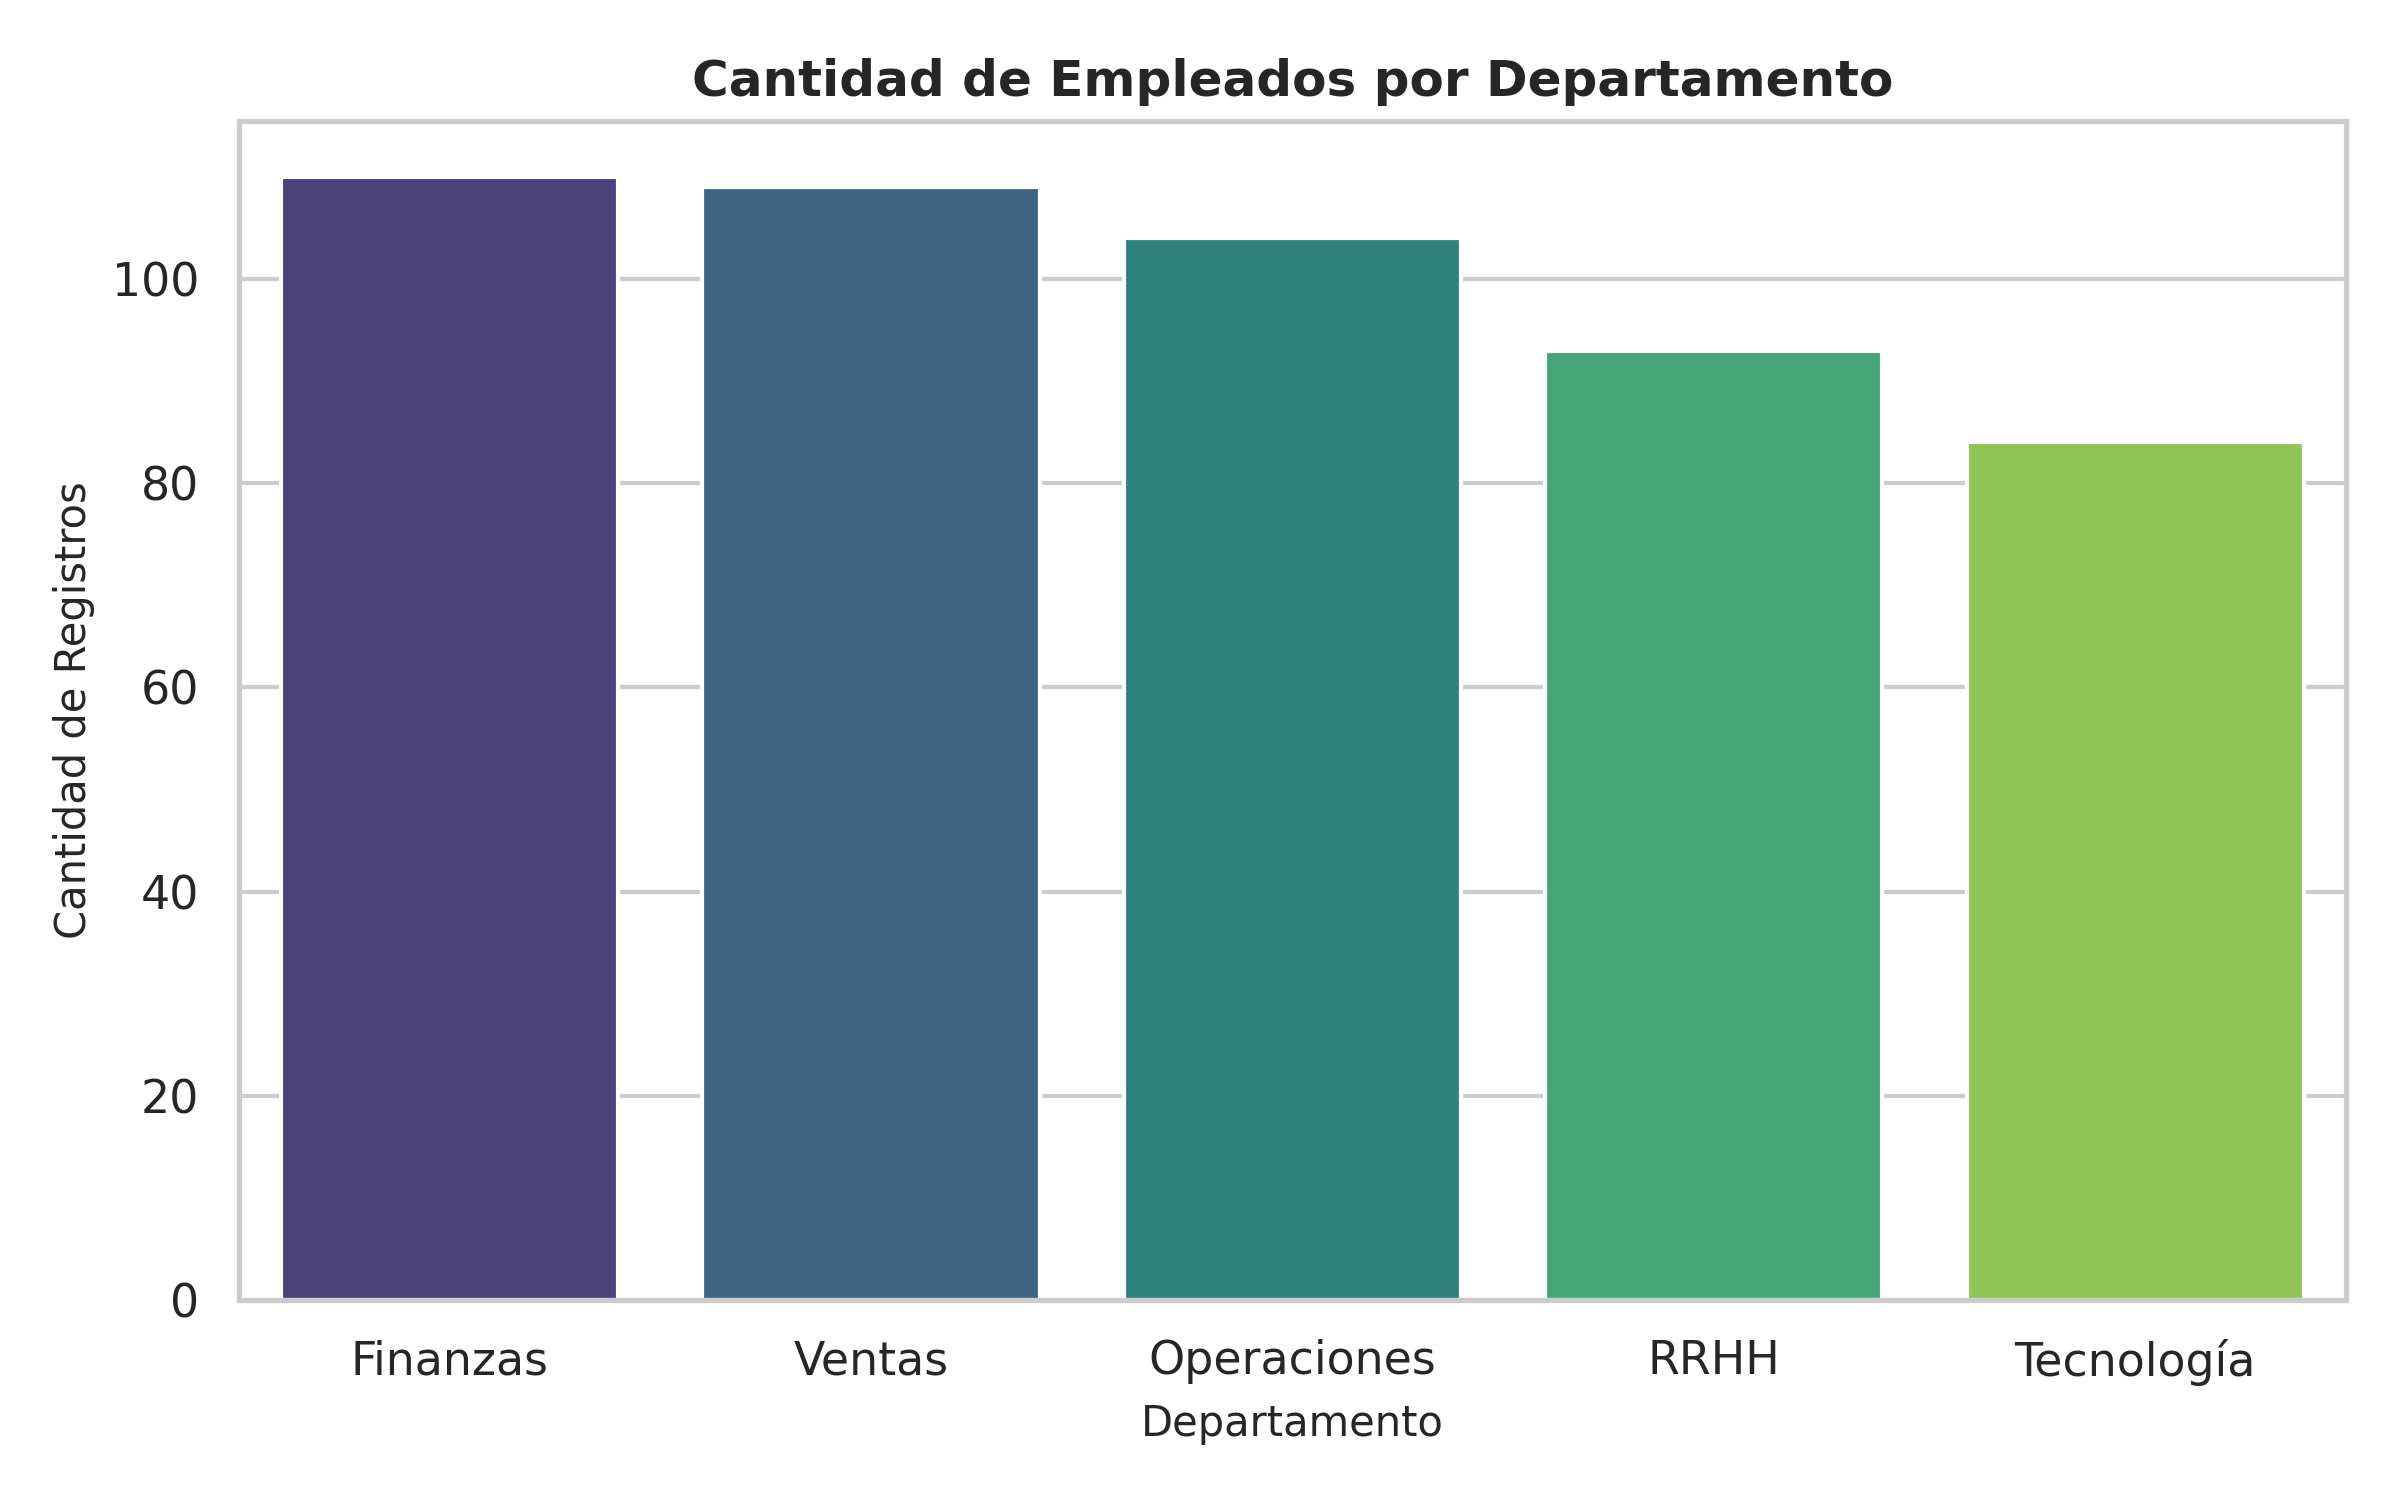 Cantidad de Empleados por Departamento
Cantidad de Registros
100
80
60
40
20
0
Finanzas Ventas Operaciones RRHH Tecnología
Departamento